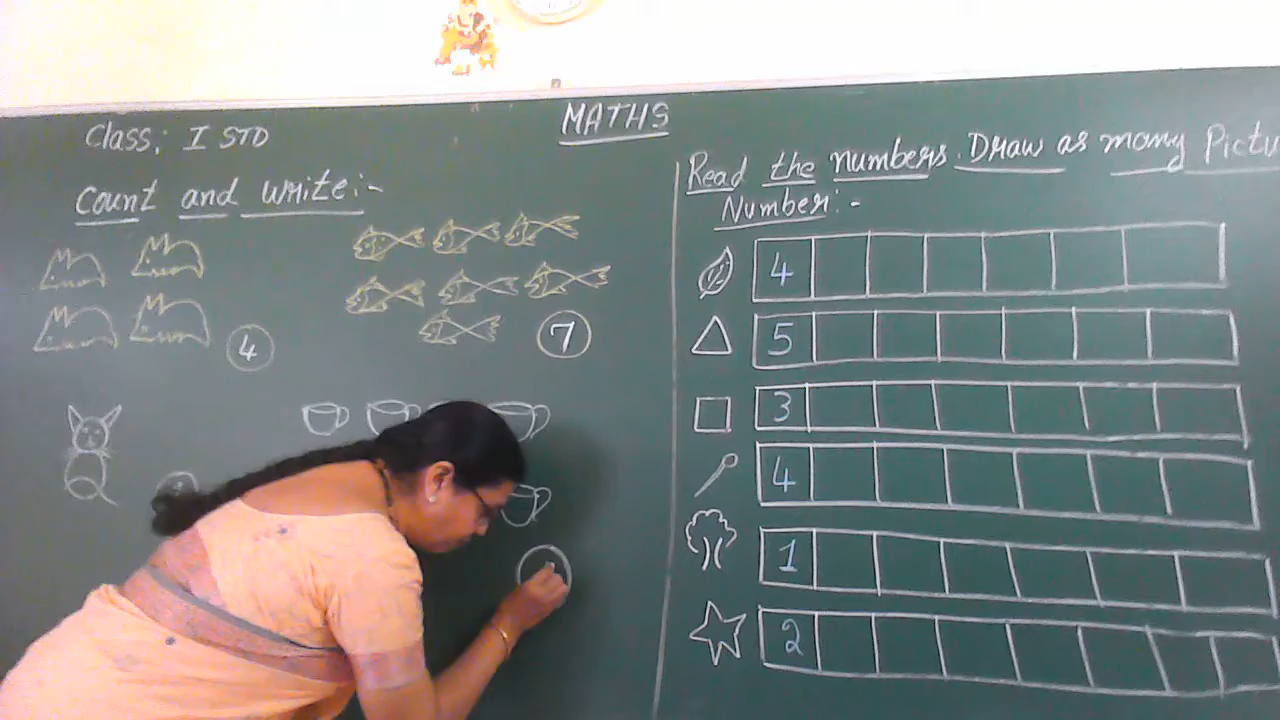 MATHS
Class; I STD
Count and write:-
4
7
Read the numbers. Draw as many Pictu
Number:-
4
5
3
4
1
2